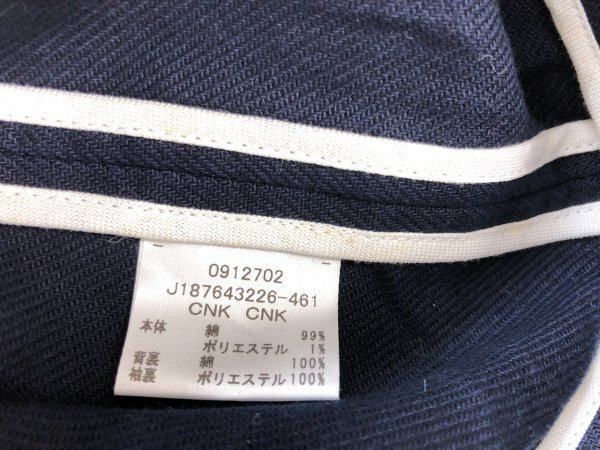 0912702
J187643226-461
CNK CNK
本体 綿 99%
ポリエステル 1%
背裏 綿 100%
袖裏 ポリエステル100%